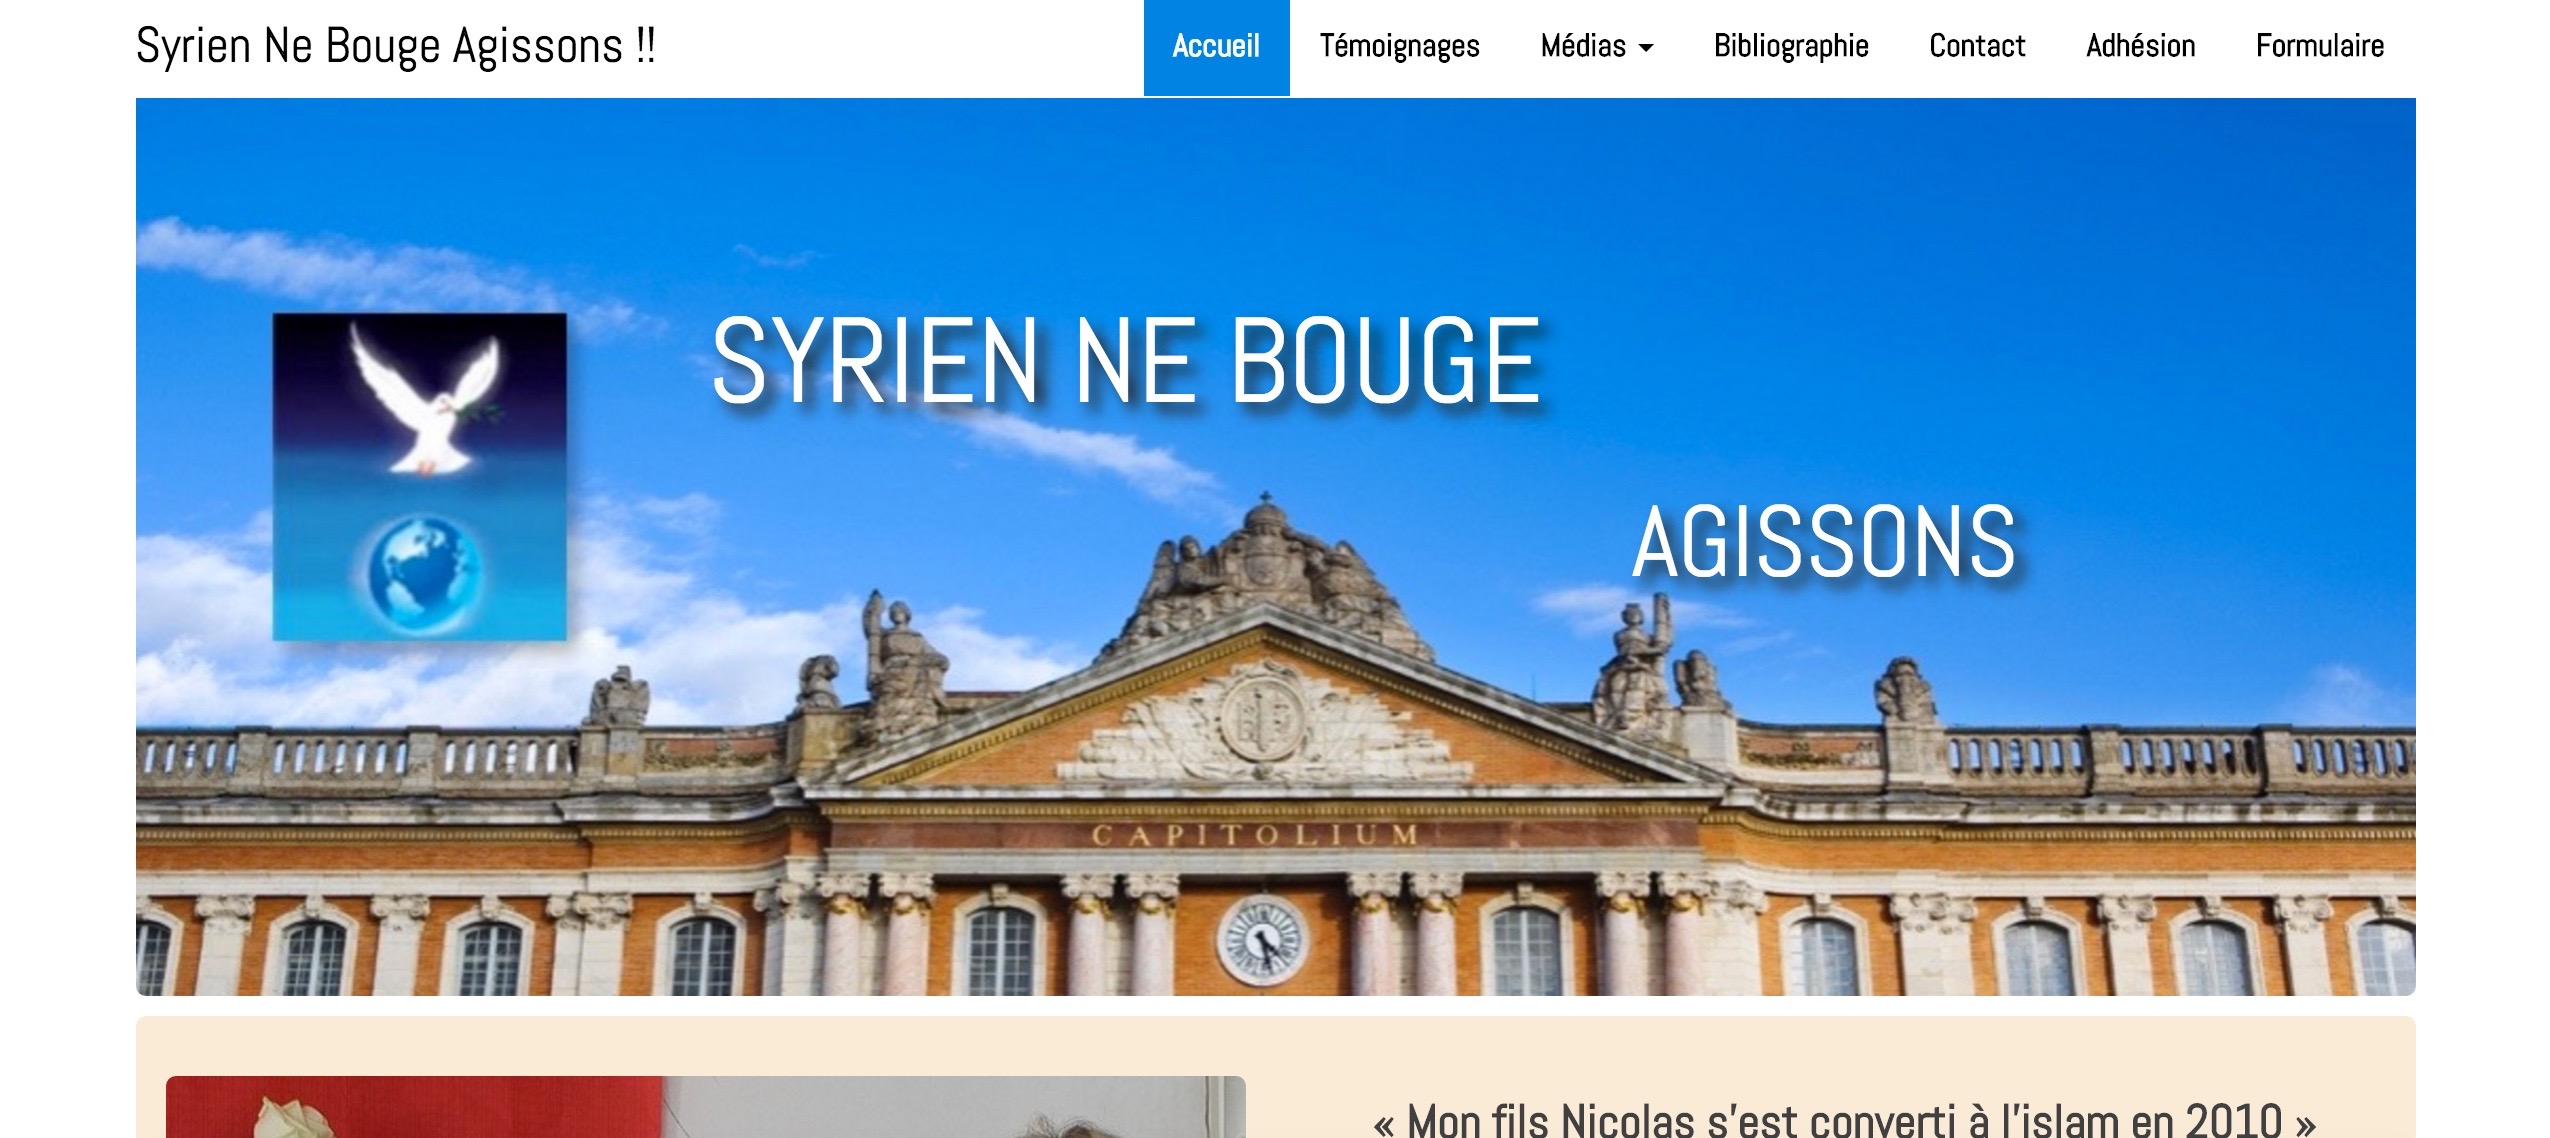 Syrien Ne Bouge Agissons !!
Accueil Témoignages Médias Bibliographie Contact Adhésion Formulaire
SYRIEN NE BOUGE
AGISSONS
CAPITOLIUM
« Mon fils Nicolas s'est converti à l'islam en 2010 »